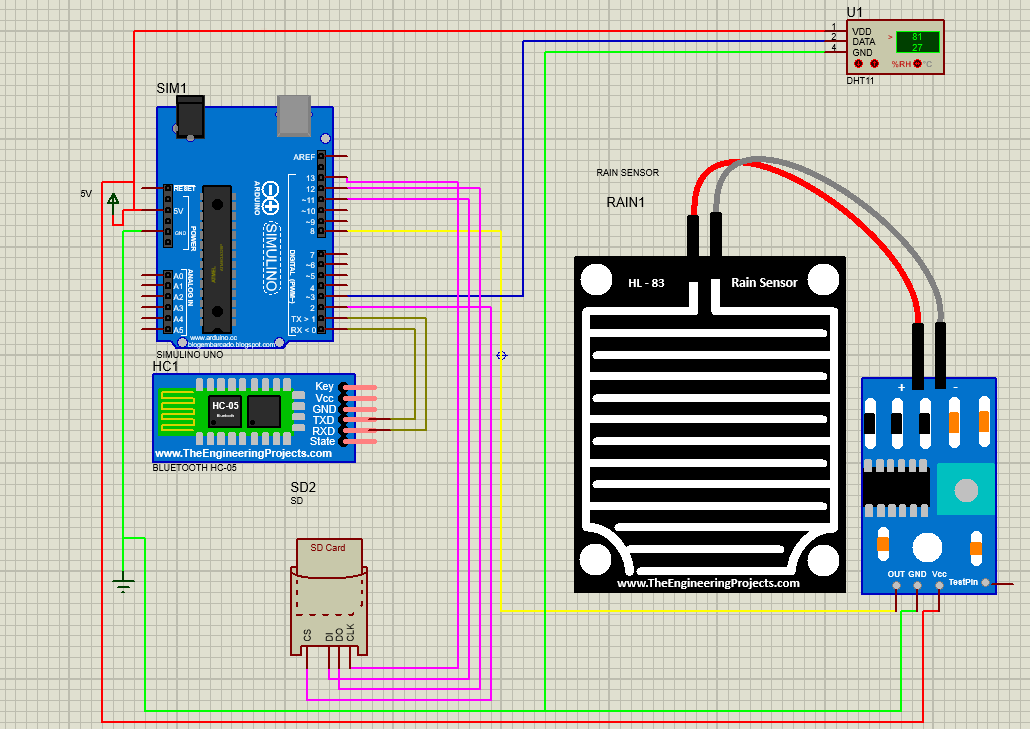 U1
1
2
4
VDD
DATA
GND
>
81
27
%RH
°C
DHT11
SIM1
5V
AREF
RESET
5V
GND
POWER
A0
A1
A2
A3
A4
A5
ANALOG IN
ARDUINO
SIMULINO
13
12
~11
~10
~9
8
7
~6
~5
4
~3
2
TX > 1
RX < 0
DIGITAL (PWM~)
www.arduino.cc
blogembarcado.blogspot.com
SIMULINO UNO
HC1
HC-05
Bluetooth
Key
Vcc
GND
TXD
RXD
State
www.TheEngineeringProjects.com
BLUETOOTH HC-05
SD2
SD
SD Card
CS
DI
DO
CLK
RAIN SENSOR
RAIN1
HL - 83
Rain Sensor
www.TheEngineeringProjects.com
+
-
OUT GND Vcc
TestPin